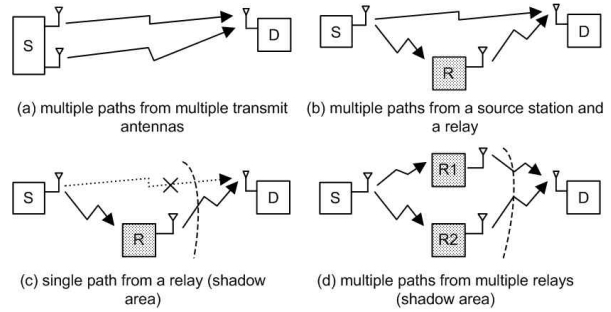 S
D
(a) multiple paths from multiple transmit
antennas
S
D
R
(b) multiple paths from a source station and
a relay
S
D
R
(c) single path from a relay (shadow
area)
R1
S
D
R2
(d) multiple paths from multiple relays
(shadow area)